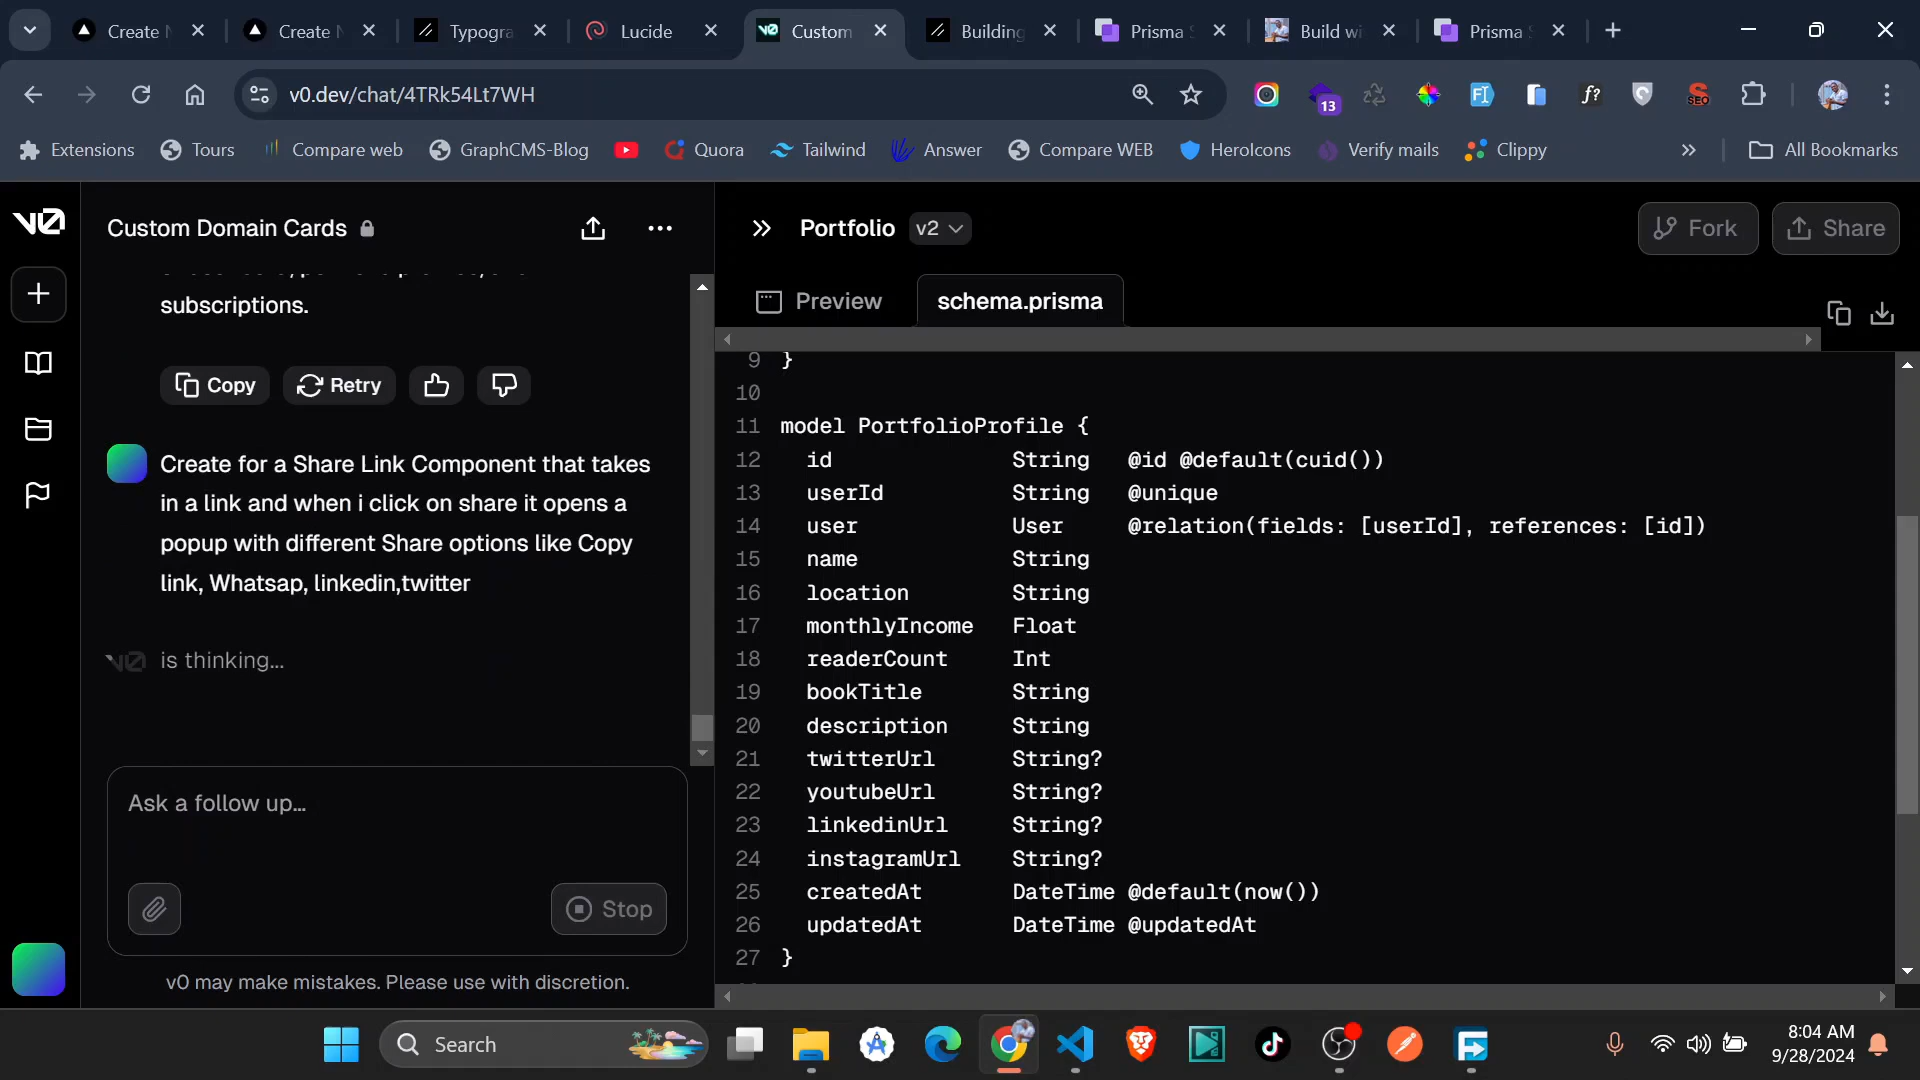 Create N
Create N
Typogra
Lucide
Custom
Building
Prisma S
Build wi
Prisma S
v0.dev/chat/4TRk54Lt7WH
13
f?
SEO
Extensions
Tours
Compare web
GraphCMS-Blog
Quora
Tailwind
Answer
Compare WEB
HeroIcons
Verify mails
Clippy
All Bookmarks
v0
Custom Domain Cards
Portfolio
v2
Fork
Share
subscriptions.
Preview
schema.prisma
Copy
Retry
Create for a Share Link Component that takes
in a link and when i click on share it opens a
popup with different Share options like Copy
link, Whatsap, linkedin,twitter
v0 is thinking...
Ask a follow up...
Stop
v0 may make mistakes. Please use with discretion.
9 }
10
11 model PortfolioProfile {
12 id String @id @default(cuid())
13 userId String @unique
14 user User @relation(fields: [userId], references: [id])
15 name String
16 location String
17 monthlyIncome Float
18 readerCount Int
19 bookTitle String
20 description String
21 twitterUrl String?
22 youtubeUrl String?
23 linkedinUrl String?
24 instagramUrl String?
25 createdAt DateTime @default(now())
26 updatedAt DateTime @updatedAt
27 }
Search
8:04 AM
9/28/2024